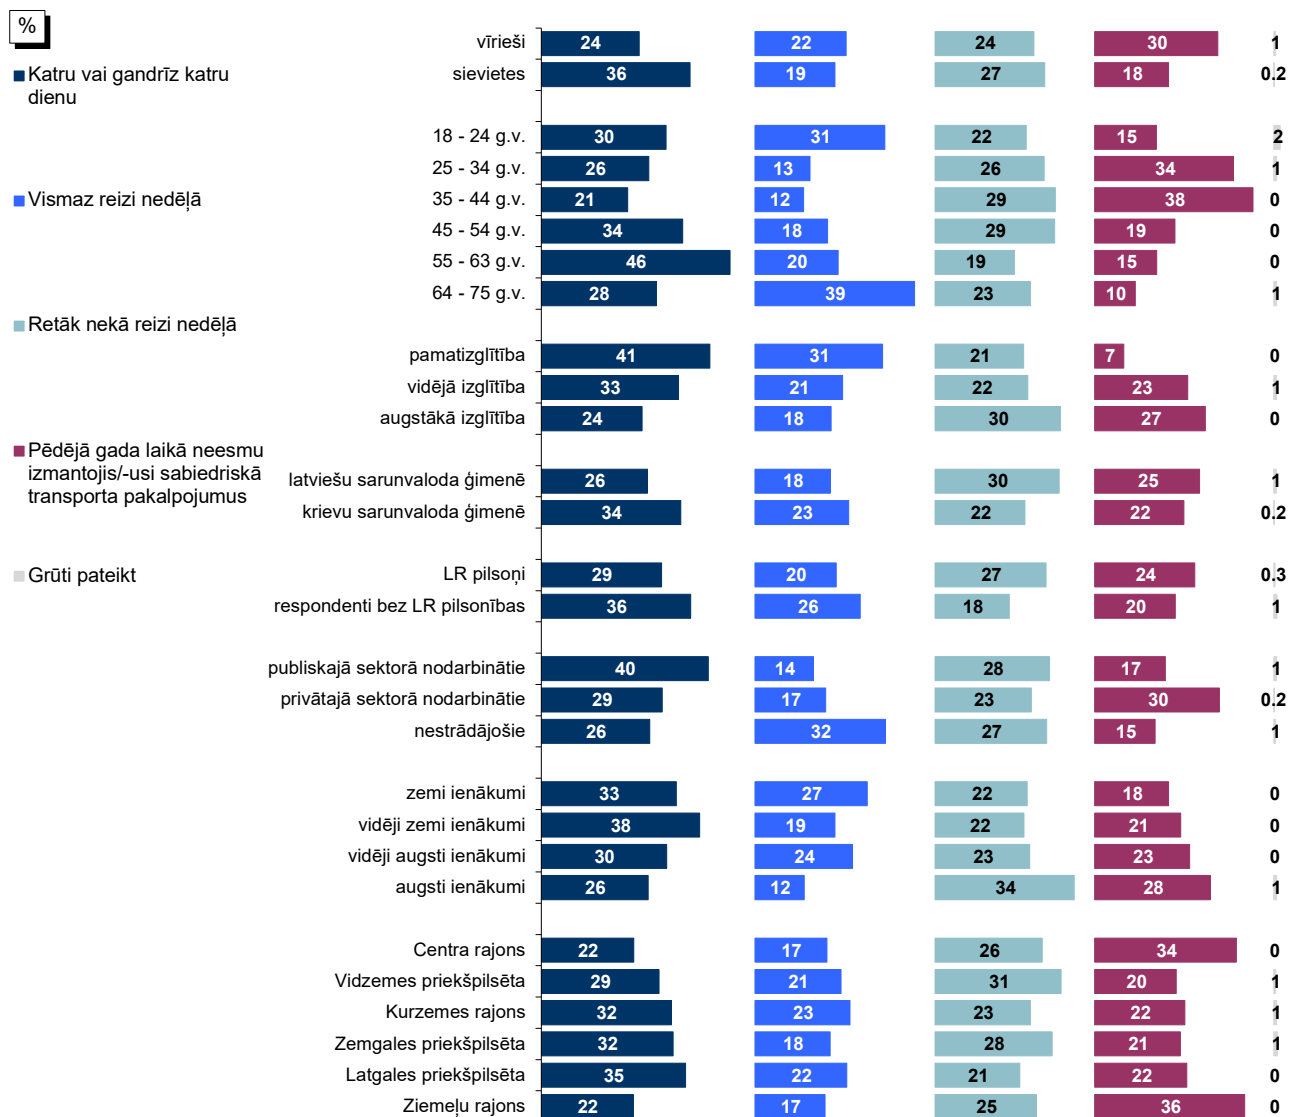 %
Katru vai gandrīz katru
dienu
Vismaz reizi nedēļā
Retāk nekā reizi nedēļā
Pēdējā gada laikā neesmu
izmantojis/-usi sabiedriskā
transporta pakalpojumus
Grūti pateikt
vīrieši 24 22 24 30 1
sievietes 36 19 27 18 0.2
18 - 24 g.v. 30 31 22 15 2
25 - 34 g.v. 26 13 26 34 1
35 - 44 g.v. 21 12 29 38 0
45 - 54 g.v. 34 18 29 19 0
55 - 63 g.v. 46 20 19 15 0
64 - 75 g.v. 28 39 23 10 1
pamatizglītība 41 31 21 7 0
vidējā izglītība 33 21 22 23 1
augstākā izglītība 24 18 30 27 0
latviešu sarunvaloda ģimenē 26 18 30 25 1
krievu sarunvaloda ģimenē 34 23 22 22 0.2
LR pilsoņi 29 20 27 24 0.3
respondenti bez LR pilsonības 36 26 18 20 1
publiskajā sektorā nodarbinātie 40 14 28 17 1
privātajā sektorā nodarbinātie 29 17 23 30 0.2
nestrādājošie 26 32 27 15 1
zemi ienākumi 33 27 22 18 0
vidēji zemi ienākumi 38 19 22 21 0
vidēji augsti ienākumi 30 24 23 23 0
augsti ienākumi 26 12 34 28 1
Centra rajons 22 17 26 34 0
Vidzemes priekšpilsēta 29 21 31 20 1
Kurzemes rajons 32 23 23 22 1
Zemgales priekšpilsēta 32 18 28 21 1
Latgales priekšpilsēta 35 22 21 22 0
Ziemeļu rajons 22 17 25 36 0